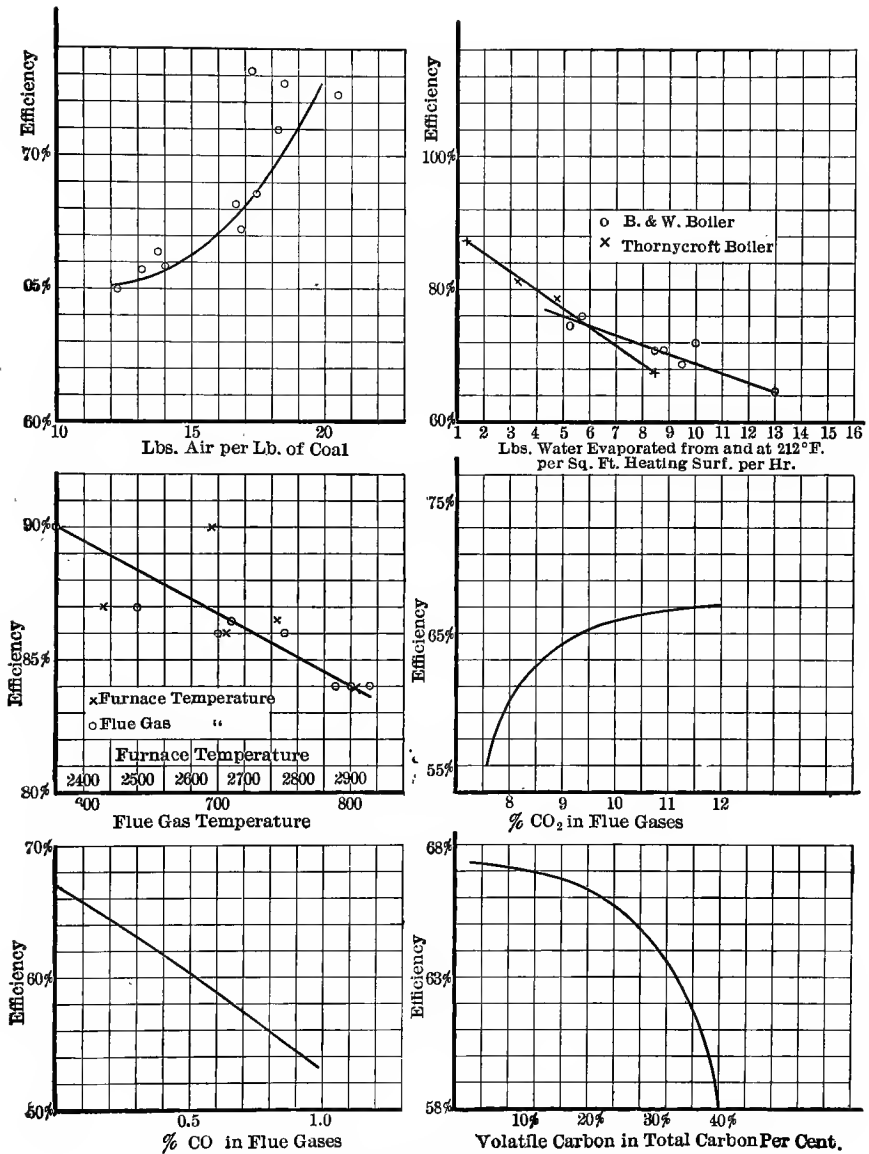 Efficiency
70%
95%
60%
10 15 20
Lbs. Air per Lb. of Coal
Efficiency
100%
80%
60%
o B. & W. Boiler
× Thornycroft Boiler
1 2 3 4 5 6 7 8 9 10 11 12 13 14 15 16
Lbs. Water Evaporated from and at 212°F.
per Sq. Ft. Heating Surf. per Hr.
Efficiency
90%
85%
80%
×Furnace Temperature
o Flue Gas “
Furnace Temperature
2400 2500 2600 2700 2800 2900
400 700 800
Flue Gas Temperature
Efficiency
75%
65%
55%
8 9 10 11 12
% CO₂ in Flue Gases
Efficiency
70%
60%
50%
0.5 1.0
% CO in Flue Gases
Efficiency
68%
63%
58%
10% 20% 30% 40%
Volatile Carbon in Total Carbon Per Cent.